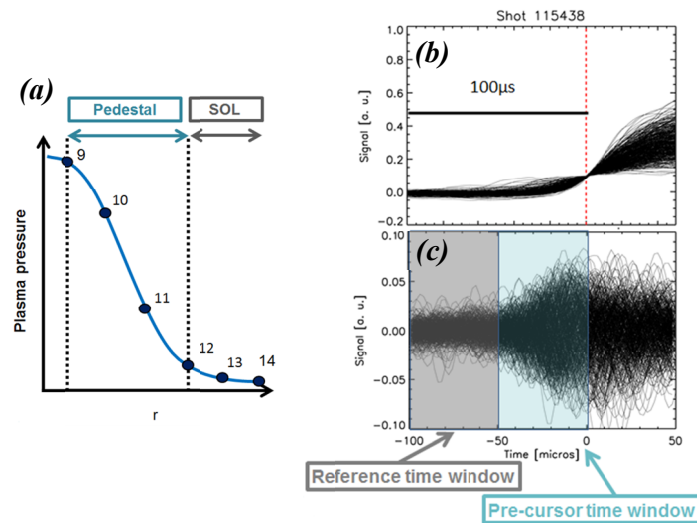 (a)
Pedestal
SOL
9
10
11
12
13
14
Plasma pressure
r
Shot 115438
(b)
100µs
Signal [a. u.]
1.0
0.8
0.6
0.4
0.2
0.0
-0.2
(c)
Signal [a. u.]
0.10
0.05
0.00
-0.05
-0.10
-100
-50
0
50
Time [micros]
Reference time window
Pre-cursor time window